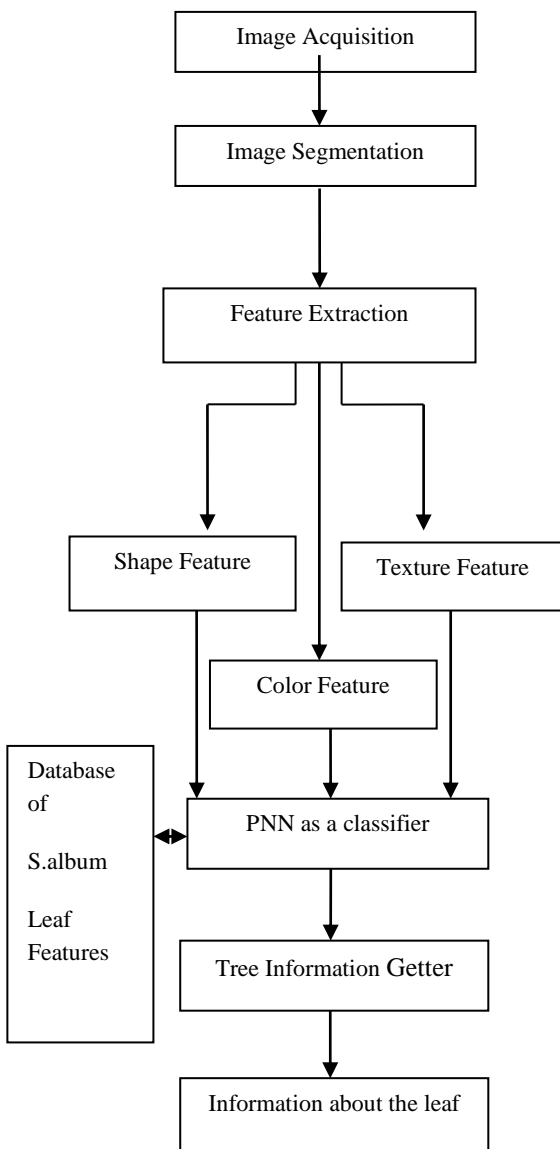 Image Acquisition
Image Segmentation
Feature Extraction
Shape Feature
Texture Feature
Color Feature
Database
of
S.album
Leaf
Features
PNN as a classifier
Tree Information Getter
Information about the leaf